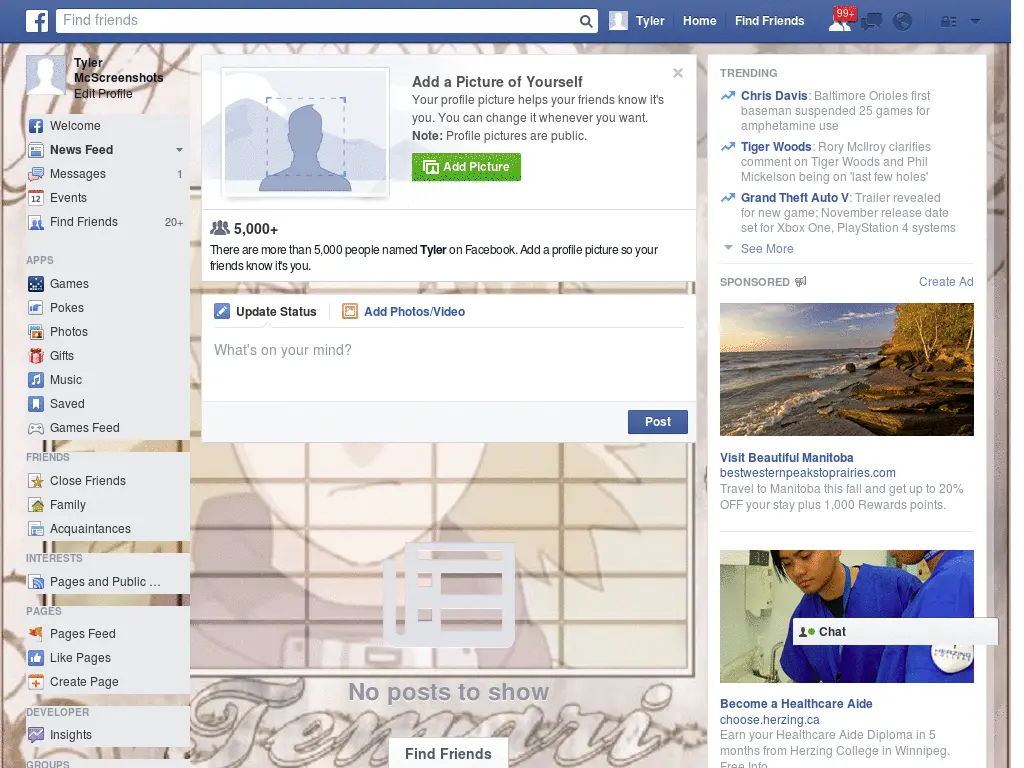 Find friends
Tyler
Home
Find Friends
99+
Tyler
McScreenshots
Edit Profile
Welcome
News Feed
Messages 1
12 Events
Find Friends 20+
APPS
Games
Pokes
Photos
Gifts
Music
Saved
Games Feed
FRIENDS
Close Friends
Family
Acquaintances
INTERESTS
Pages and Public ...
PAGES
Pages Feed
Like Pages
Create Page
DEVELOPER
Insights
GROUPS
Add a Picture of Yourself
Your profile picture helps your friends know it's
you. You can change it whenever you want.
Note: Profile pictures are public.
Add Picture
5,000+
There are more than 5,000 people named Tyler on Facebook. Add a profile picture so your
friends know it's you.
Update Status
Add Photos/Video
What's on your mind?
Post
No posts to show
Temari
Find Friends
TRENDING
Chris Davis: Baltimore Orioles first
baseman suspended 25 games for
amphetamine use
Tiger Woods: Rory McIlroy clarifies
comment on Tiger Woods and Phil
Mickelson being on 'last few holes'
Grand Theft Auto V: Trailer revealed
for new game; November release date
set for Xbox One, PlayStation 4 systems
See More
SPONSORED
Create Ad
Visit Beautiful Manitoba
bestwesternpeakstoprairies.com
Travel to Manitoba this fall and get up to 20%
OFF your stay plus 1,000 Rewards points.
Chat
HERZING
COLLEGE
Become a Healthcare Aide
choose.herzing.ca
Earn your Healthcare Aide Diploma in 5
months from Herzing College in Winnipeg.
Free Info